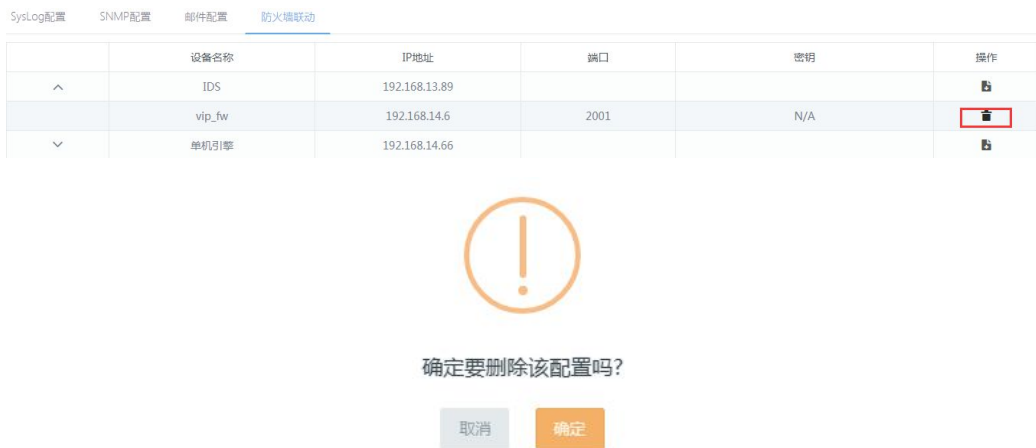 SysLog配置 SNMP配置 邮件配置 防火墙联动
设备名称 IP地址 端口 密钥 操作
IDS 192.168.13.89
vip_fw 192.168.14.6 2001 N/A
单机引擎 192.168.14.66
确定要删除该配置吗?
取消 确定